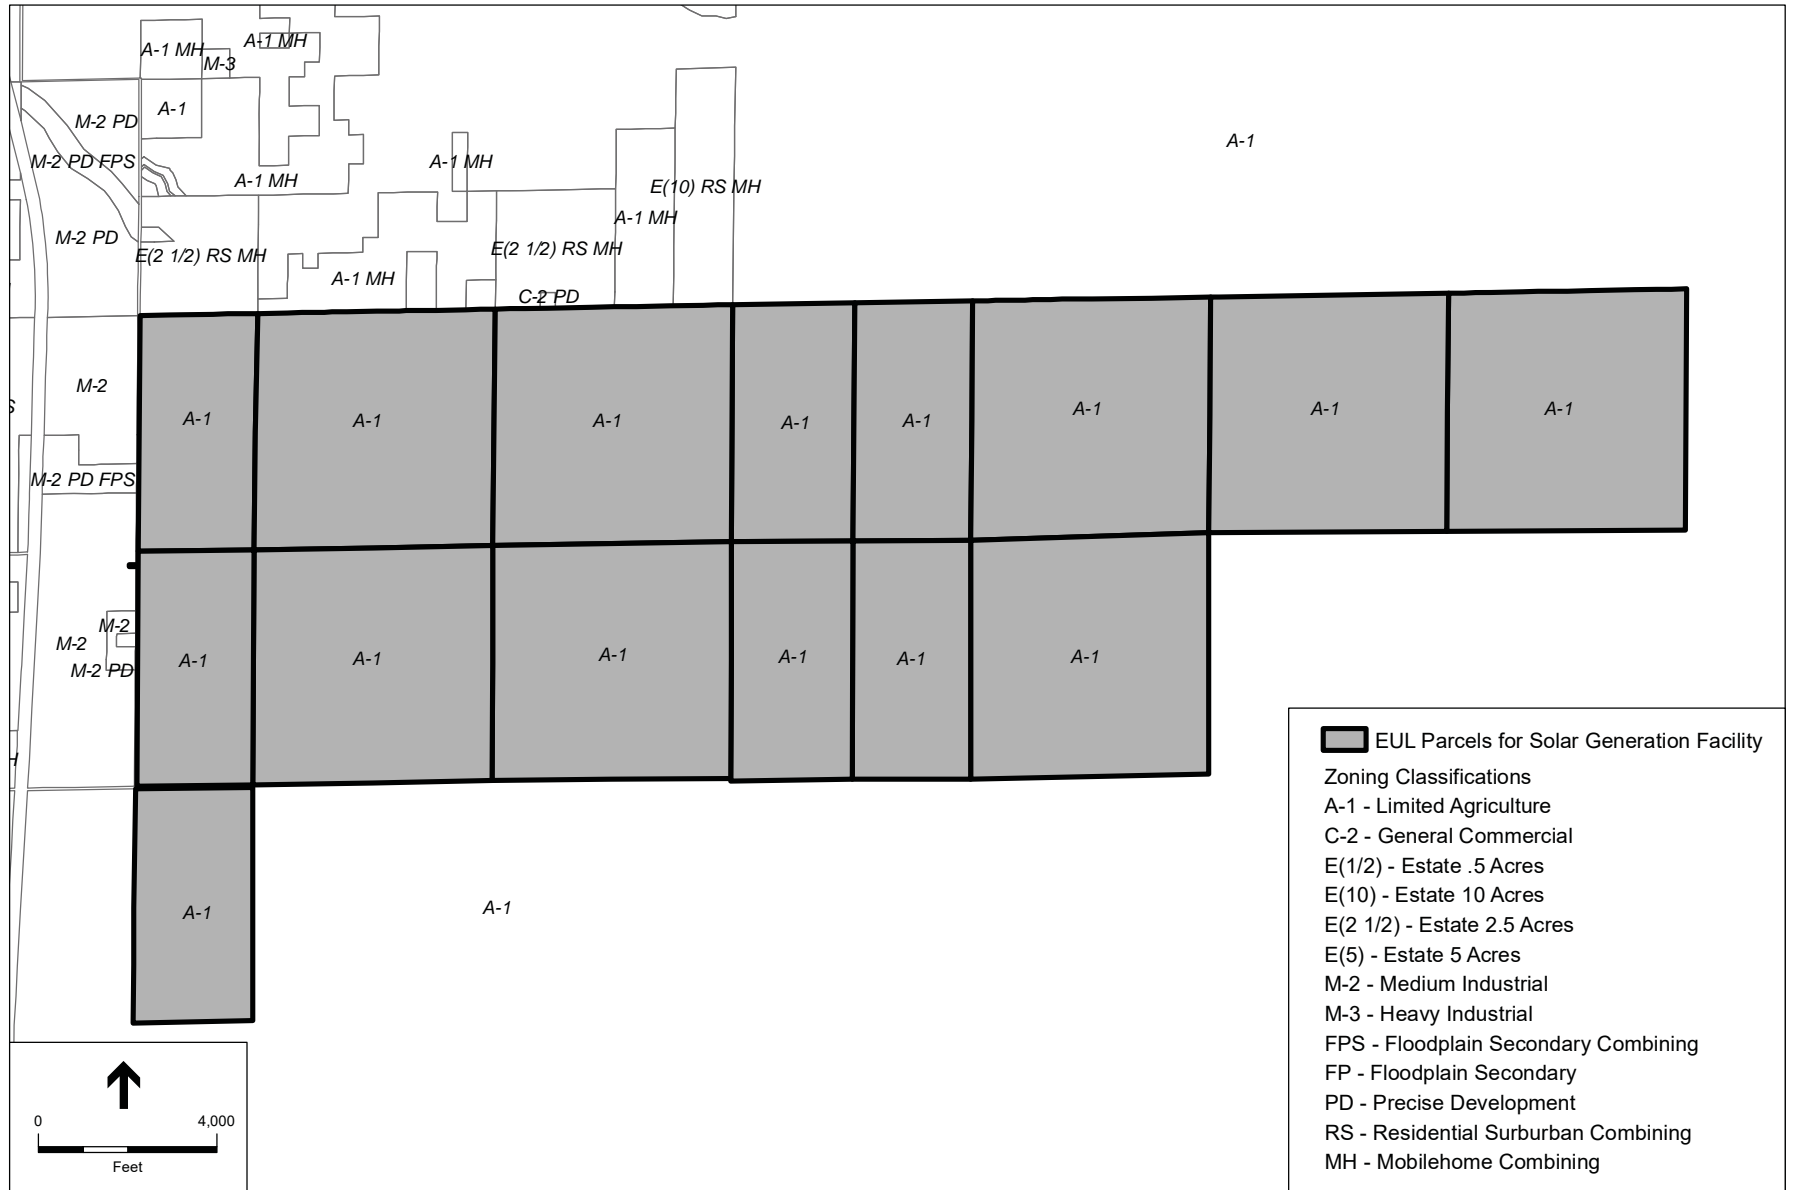 A-1 MH
A-1 MH
M-3
A-1
M-2 PD
A-1
M-2 PD FPS
A-1 MH
A-1 MH
E(10) RS MH
A-1 MH
M-2 PD
E(2 1/2) RS MH
E(2 1/2) RS MH
A-1 MH
C-2 PD
M-2
A-1
A-1
A-1
A-1
A-1
A-1
A-1
A-1
M-2 PD FPS
M-2
M-2
M-2 PD
A-1
A-1
A-1
A-1
A-1
A-1
A-1
A-1
EUL Parcels for Solar Generation Facility
Zoning Classifications
A-1 - Limited Agriculture
C-2 - General Commercial
E(1/2) - Estate .5 Acres
E(10) - Estate 10 Acres
E(2 1/2) - Estate 2.5 Acres
E(5) - Estate 5 Acres
M-2 - Medium Industrial
M-3 - Heavy Industrial
FPS - Floodplain Secondary Combining
FP - Floodplain Secondary
PD - Precise Development
RS - Residential Surburban Combining
MH - Mobilehome Combining
0 4,000
Feet